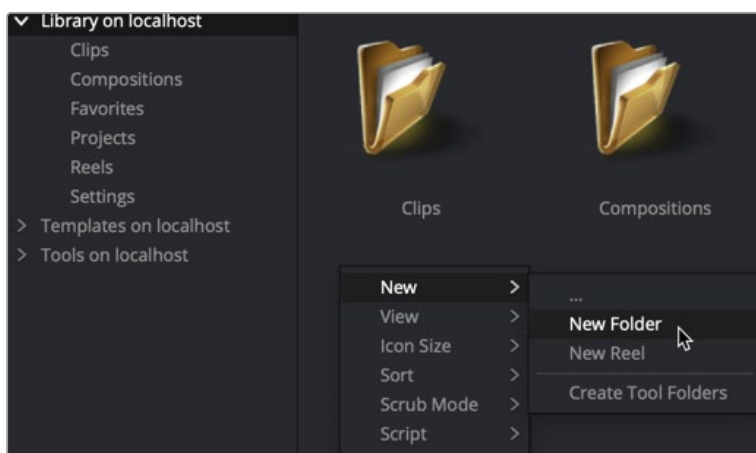 Library on localhost
Clips
Compositions
Favorites
Projects
Reels
Settings
Templates on localhost
Tools on localhost
Clips
Compositions
New
View
Icon Size
Sort
Scrub Mode
Script
...
New Folder
New Reel
Create Tool Folders